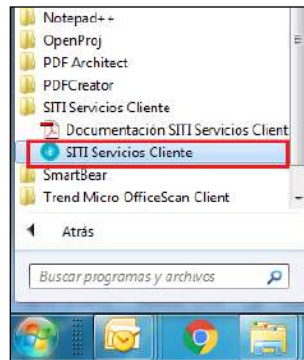 Notepad++
OpenProj
PDF Architect
PDFCreator
SITI Servicios Cliente
Documentación SITI Servicios Client
SITI Servicios Cliente
SmartBear
Trend Micro OfficeScan Client
Atrás
Buscar programas y archivos